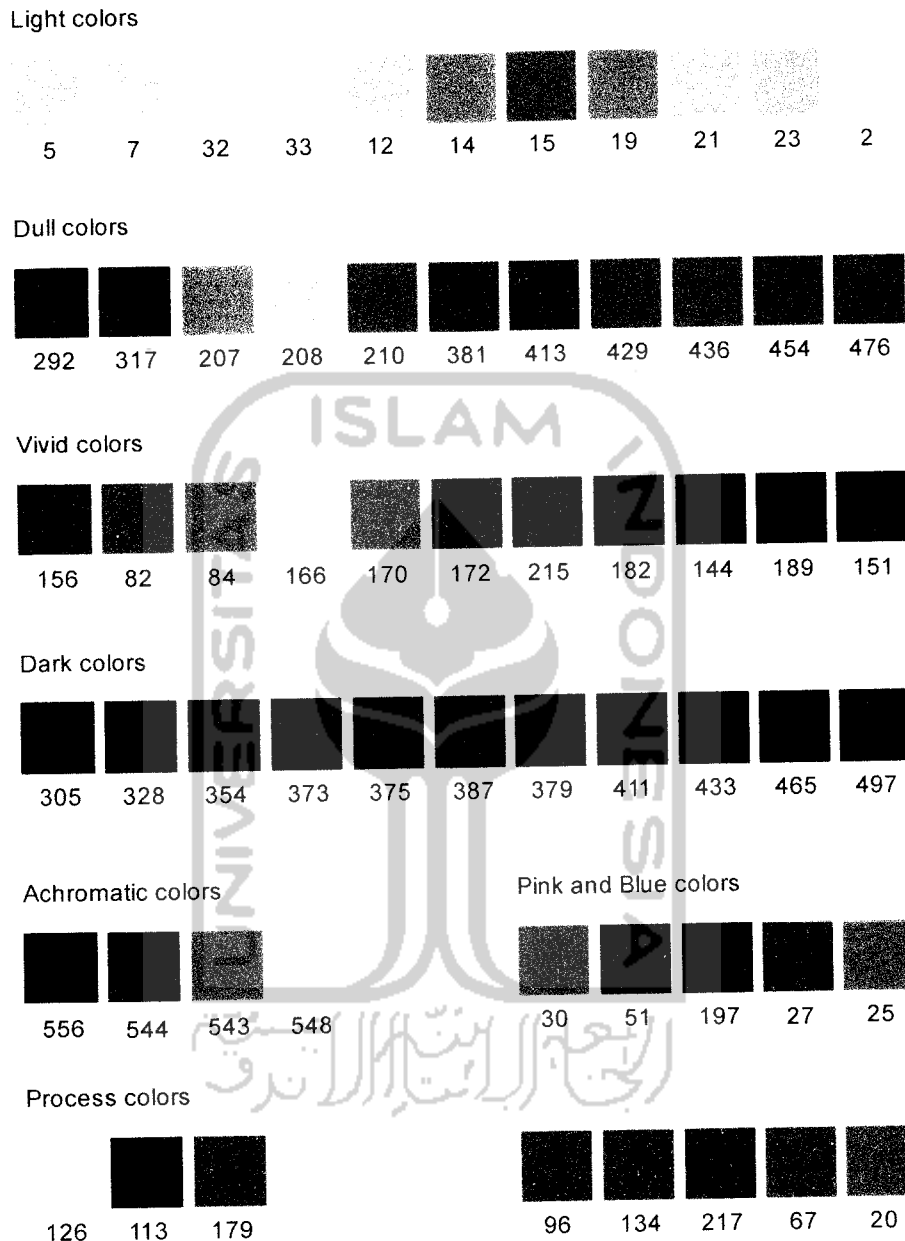 Light colors
5 7 32 33 12 14 15 19 21 23 2
Dull colors
292 317 207 208 210 381 413 429 436 454 476
ISLAM
Vivid colors
156 82 84 166 170 172 215 182 144 189 151
UNIVERSITAS
INDONESIA
Dark colors
305 328 354 373 375 387 379 411 433 465 497
Achromatic colors
Pink and Blue colors
556 544 543 548
30 51 197 27 25
Process colors
126 113 179
96 134 217 67 20